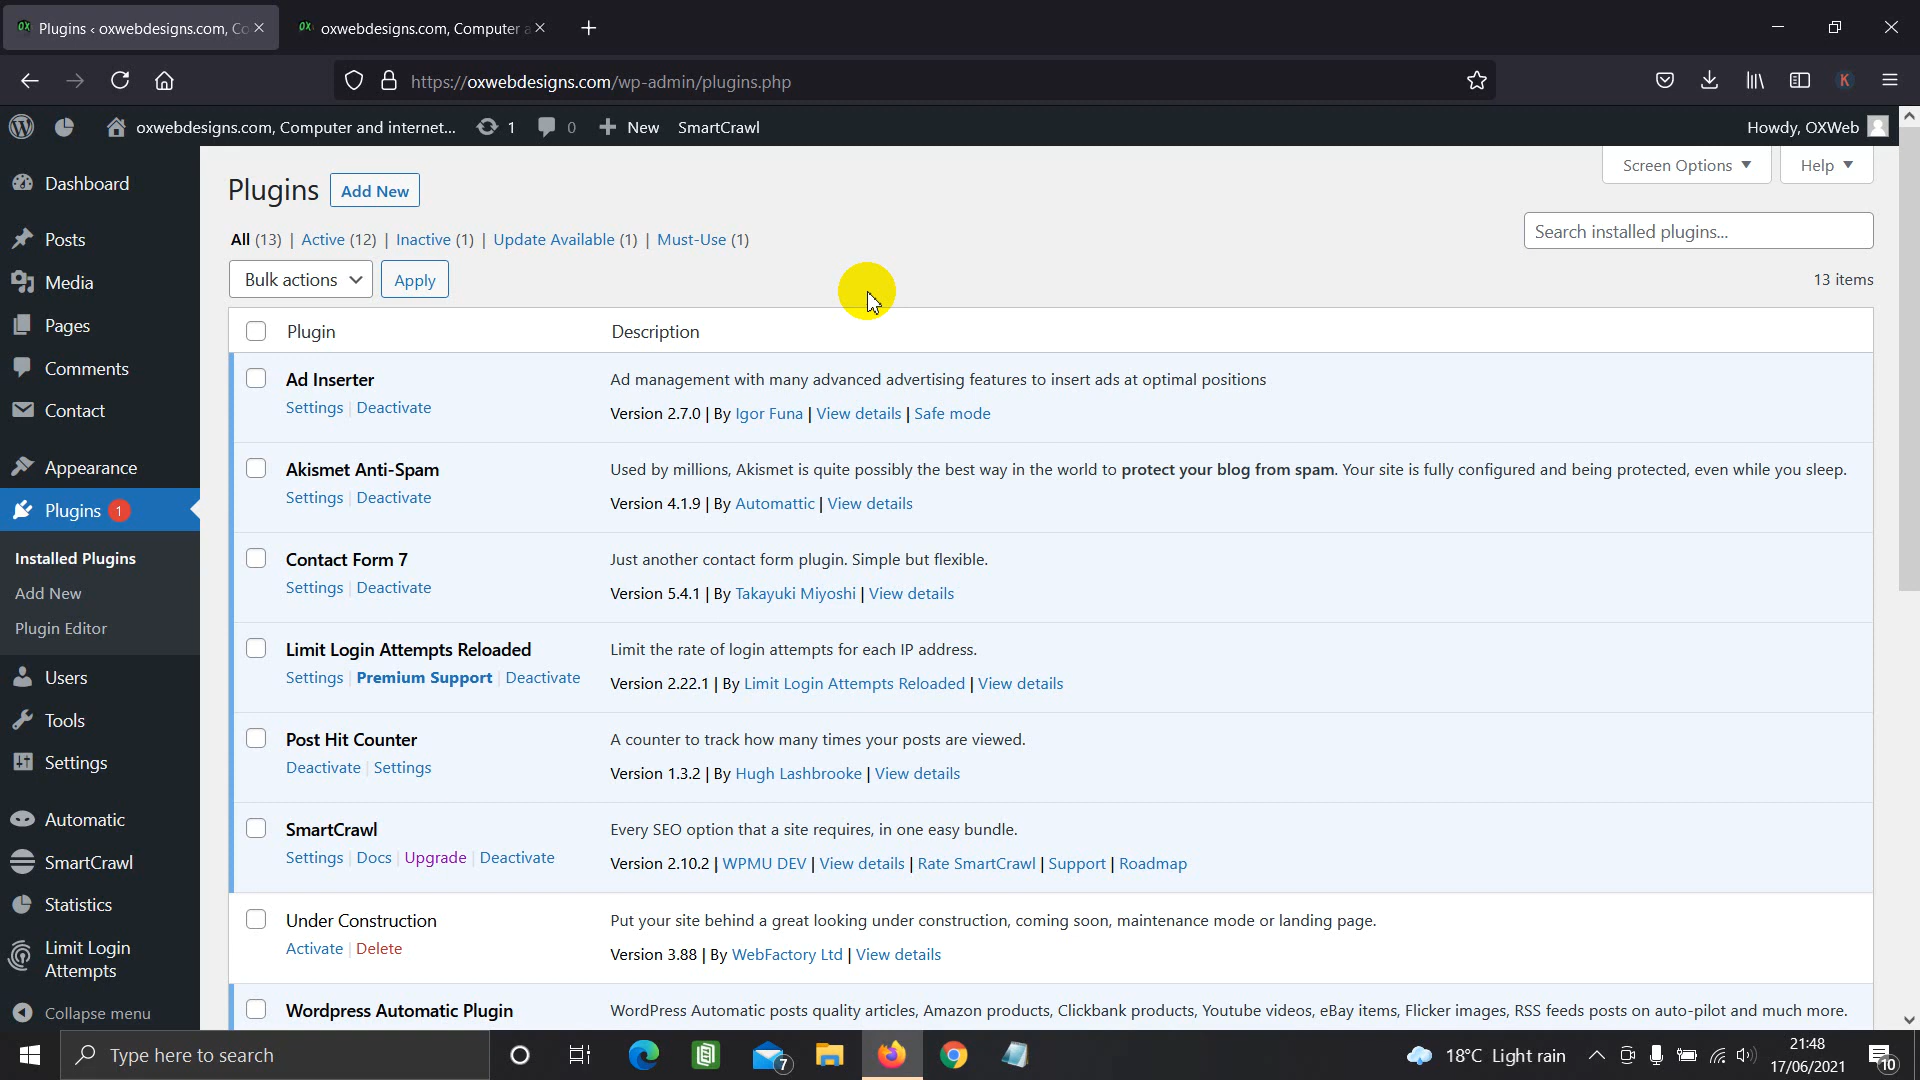 Plugins ‹ oxwebdesigns.com, Co
oxwebdesigns.com, Computer a
https://oxwebdesigns.com/wp-admin/plugins.php
oxwebdesigns.com, Computer and internet... 1 0 New SmartCrawl Howdy, OXWeb
Screen Options Help
Dashboard
Posts
Media
Pages
Comments
Contact
Appearance
Plugins 1
Installed Plugins
Add New
Plugin Editor
Users
Tools
Settings
Automatic
SmartCrawl
Statistics
Limit Login
Attempts
Collapse menu
Plugins Add New
All (13) | Active (12) | Inactive (1) | Update Available (1) | Must-Use (1)
Search installed plugins...
Bulk actions Apply
13 items
Plugin Description
Ad Inserter
Settings | Deactivate
Ad management with many advanced advertising features to insert ads at optimal positions
Version 2.7.0 | By Igor Funa | View details | Safe mode
Akismet Anti-Spam
Settings | Deactivate
Used by millions, Akismet is quite possibly the best way in the world to protect your blog from spam. Your site is fully configured and being protected, even while you sleep.
Version 4.1.9 | By Automattic | View details
Contact Form 7
Settings | Deactivate
Just another contact form plugin. Simple but flexible.
Version 5.4.1 | By Takayuki Miyoshi | View details
Limit Login Attempts Reloaded
Settings | Premium Support | Deactivate
Limit the rate of login attempts for each IP address.
Version 2.22.1 | By Limit Login Attempts Reloaded | View details
Post Hit Counter
Deactivate | Settings
A counter to track how many times your posts are viewed.
Version 1.3.2 | By Hugh Lashbrooke | View details
SmartCrawl
Settings | Docs | Upgrade | Deactivate
Every SEO option that a site requires, in one easy bundle.
Version 2.10.2 | WPMU DEV | View details | Rate SmartCrawl | Support | Roadmap
Under Construction
Activate | Delete
Put your site behind a great looking under construction, coming soon, maintenance mode or landing page.
Version 3.88 | By WebFactory Ltd | View details
Wordpress Automatic Plugin
WordPress Automatic posts quality articles, Amazon products, Clickbank products, Youtube videos, eBay items, Flicker images, RSS feeds posts on auto-pilot and much more.
Type here to search
7
18°C Light rain
21:48
17/06/2021
10
K